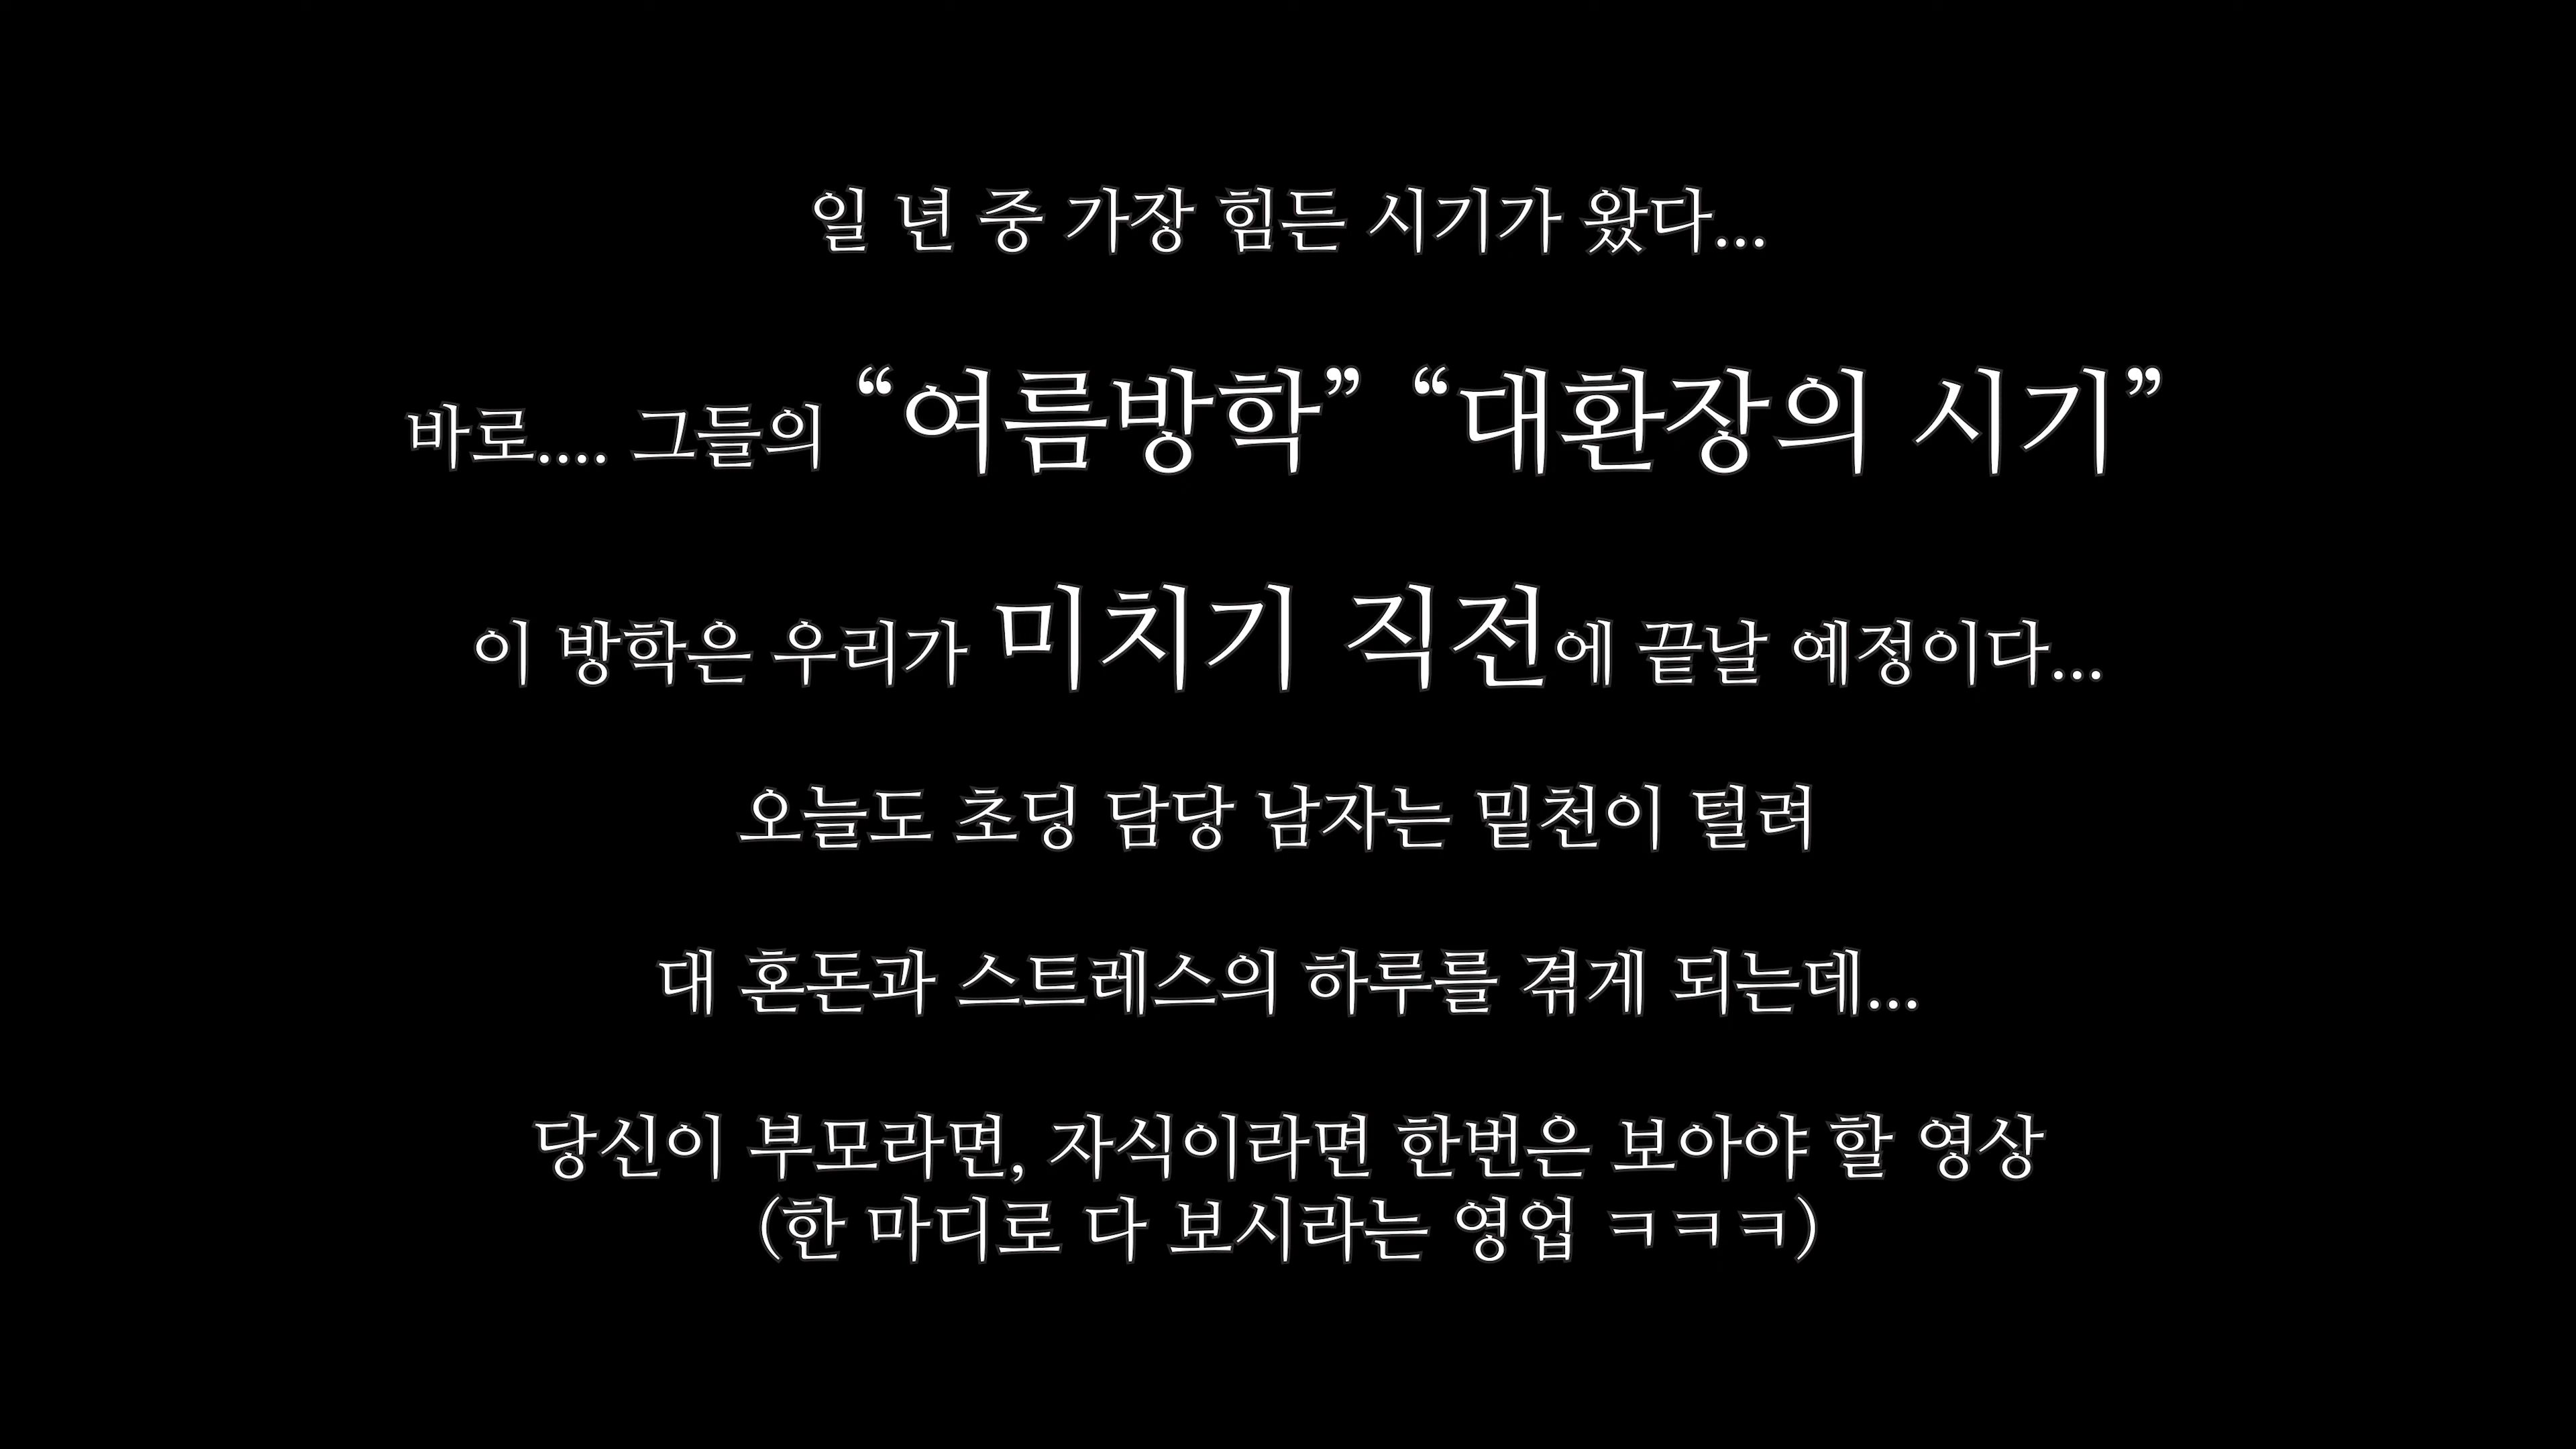 일 년 중 가장 힘든 시기가 왔다...
바로.... 그들의 “여름방학” “대환장의 시기”
이 방학은 우리가 미치기 직전에 끝날 예정이다...
오늘도 초딩 담당 남자는 밑천이 털려
대 혼돈과 스트레스의 하루를 겪게 되는데...
당신이 부모라면, 자식이라면 한번은 보아야 할 영상
(한 마디로 다 보시라는 영업 ㅋㅋㅋ)